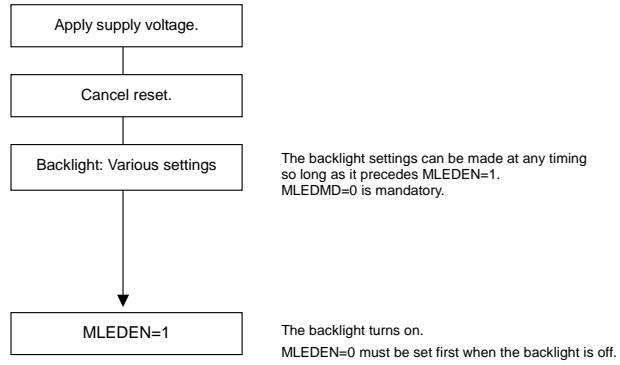 Apply supply voltage.
Cancel reset.
Backlight: Various settings
The backlight settings can be made at any timing
so long as it precedes MLEDEN=1.
MLEDMD=0 is mandatory.
MLEDEN=1
The backlight turns on.
MLEDEN=0 must be set first when the backlight is off.